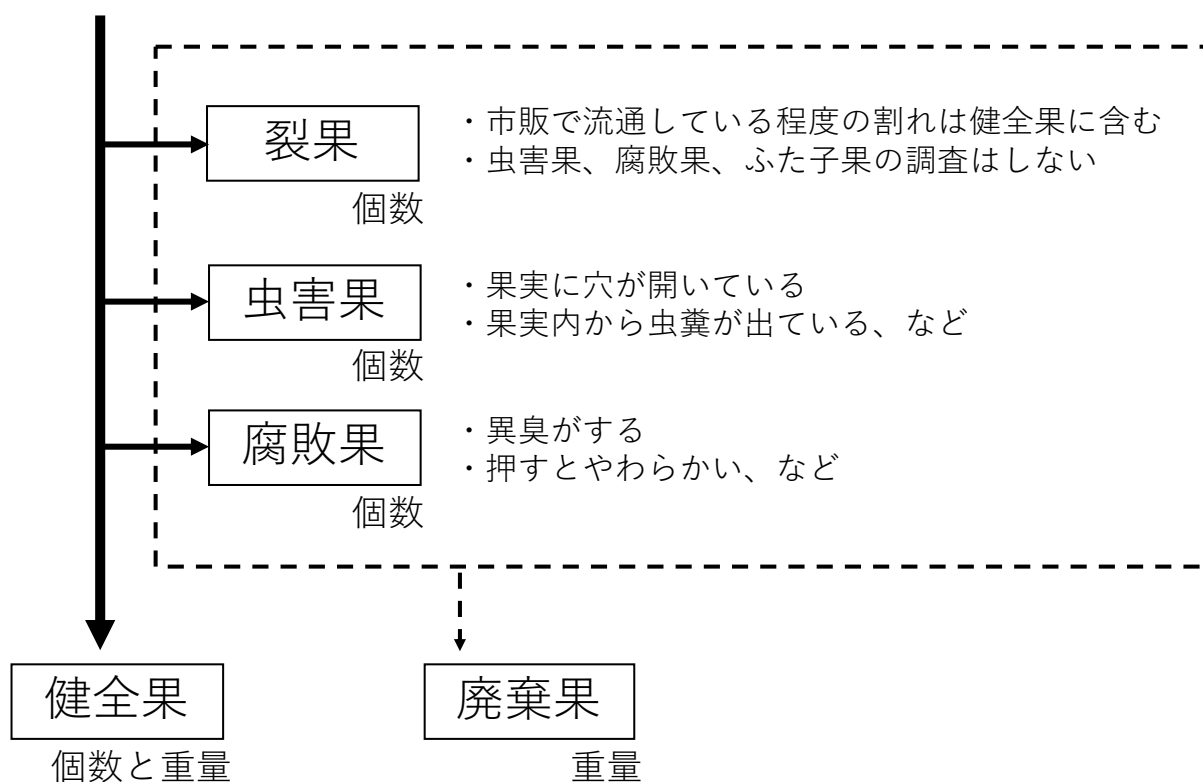 裂果
・市販で流通している程度の割れは健全果に含む
・虫害果、腐敗果、ふた子果の調査はしない
個数
虫害果
・果実に穴が開いている
・果実内から虫糞が出ている、など
個数
腐敗果
・異臭がする
・押すとやわらかい、など
個数
健全果
廃棄果
個数と重量
重量